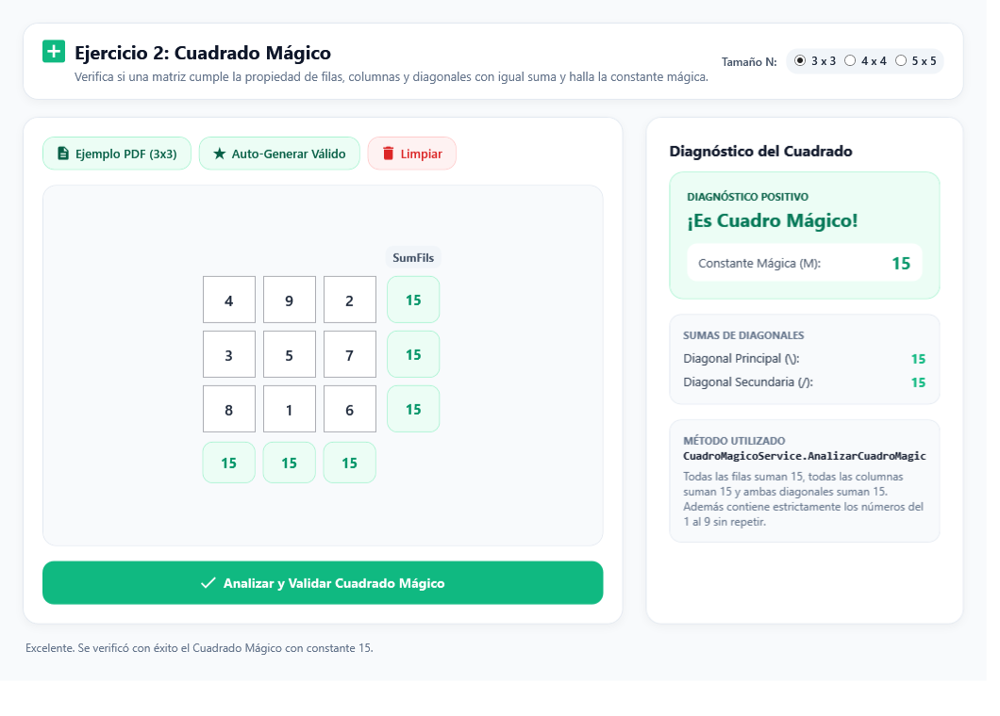 Ejercicio 2: Cuadrado Mágico
Verifica si una matriz cumple la propiedad de filas, columnas y diagonales con igual suma y halla la constante mágica.
Tamaño N: 3 x 3 4 x 4 5 x 5
Ejemplo PDF (3x3) Auto-Generar Válido Limpiar
SumFils
4 9 2 15
3 5 7 15
8 1 6 15
15 15 15
Analizar y Validar Cuadrado Mágico
Diagnóstico del Cuadrado
DIAGNÓSTICO POSITIVO
¡Es Cuadro Mágico!
Constante Mágica (M): 15
SUMAS DE DIAGONALES
Diagonal Principal (\): 15
Diagonal Secundaria (/): 15
MÉTODO UTILIZADO
CuadroMagicoService.AnalizarCuadroMagic
Todas las filas suman 15, todas las columnas
suman 15 y ambas diagonales suman 15.
Además contiene estrictamente los números del
1 al 9 sin repetir.
Excelente. Se verificó con éxito el Cuadrado Mágico con constante 15.